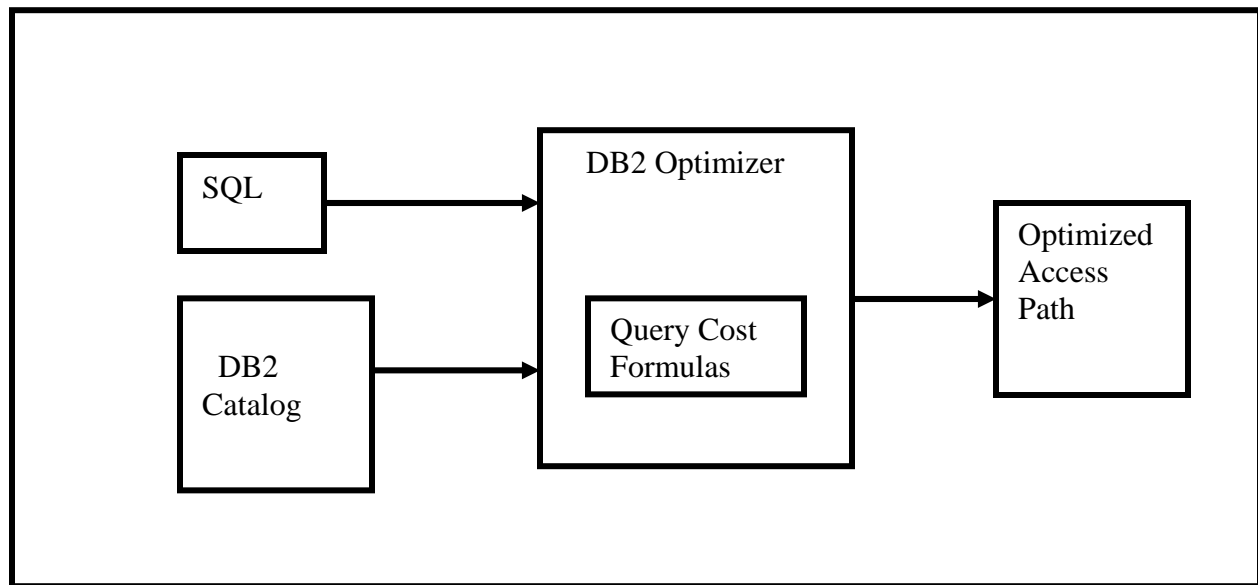 SQL
DB2
Catalog
DB2 Optimizer
Query Cost
Formulas
Optimized
Access
Path